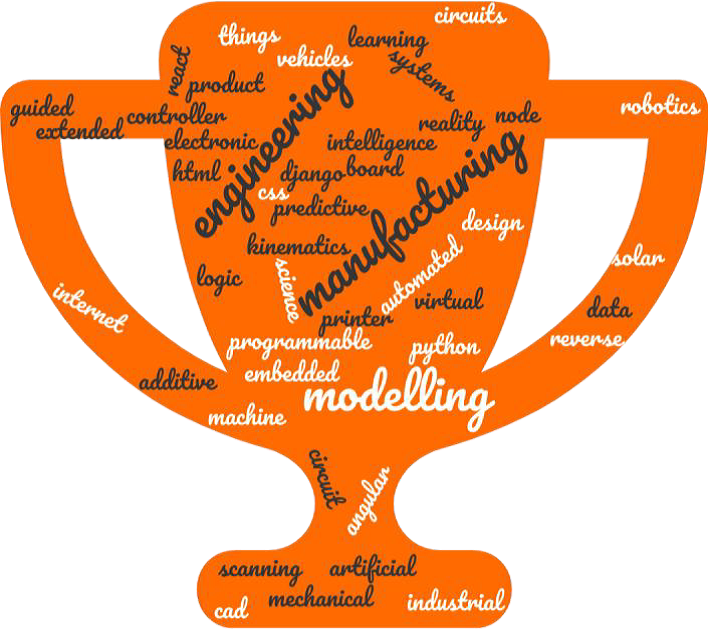 circuits
things
learning
vehicles
systems
react
product
guided
controller
extended
robotics
node
reality
electronic
intelligence
engineering
html
django
board
css
predictive
manufacturing
design
kinematics
science
automated
logic
solar
internet
virtual
data
printer
programmable
python
reverse
embedded
additive
modelling
machine
circuit
angular
scanning
artificial
cad
mechanical
industrial